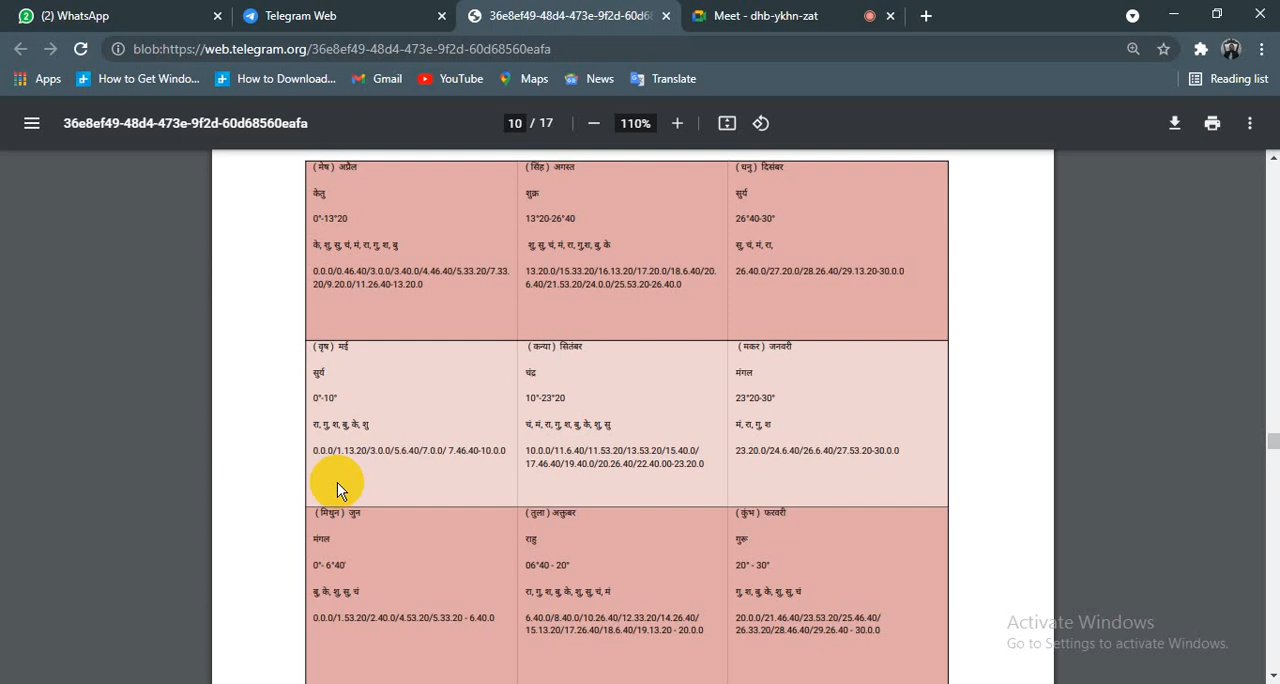 (2) WhatsApp
Telegram Web
36e8ef49-48d4-473e-9f2d-60d68
Meet - dhb-ykhn-zat
blob:https://web.telegram.org/36e8ef49-48d4-473e-9f2d-60d68560eafa
Apps
How to Get Windo...
How to Download...
Gmail
YouTube
Maps
News
Translate
Reading list
36e8ef49-48d4-473e-9f2d-60d68560eafa
10 / 17
110%
( मेष ) अप्रैल
केतु
0°-13°20
के, शु, सु, चं, मं, रा, गु, श, बु
0.0.0/0.46.40/3.0.0/3.40.0/4.46.40/5.33.20/7.33.
20/9.20.0/11.26.40-13.20.0
( सिंह ) अगस्त
शुक्र
13°20-26°40
शु, सु, चं, मं, रा, गु,श, बु, के
13.20.0/15.33.20/16.13.20/17.20.0/18.6.40/20.
6.40/21.53.20/24.0.0/25.53.20-26.40.0
( धनु ) दिसंबर
सुर्य
26°40-30°
सु, चं, मं, रा,
26.40.0/27.20.0/28.26.40/29.13.20-30.0.0
( वृष ) मई
सुर्य
0°-10°
रा, गु, श, बु, के, शु
0.0.0/1.13.20/3.0.0/5.6.40/7.0.0/ 7.46.40-10.0.0
( कन्या ) सितंबर
चंद्र
10°-23°20
चं, मं, रा, गु, श, बु, के, शु, सु
10.0.0/11.6.40/11.53.20/13.53.20/15.40.0/
17.46.40/19.40.0/20.26.40/22.40.00-23.20.0
( मकर ) जनवरी
मंगल
23°20-30°
मं, रा, गु, श
23.20.0/24.6.40/26.6.40/27.53.20-30.0.0
( मिथुन ) जुन
मंगल
0°- 6°40'
बु, के, शु, सु, चं
0.0.0/1.53.20/2.40.0/4.53.20/5.33.20 - 6.40.0
( तुला ) अक्तुबर
राहु
06°40 - 20°
रा, गु, श, बु, के, शु, सु, चं, मं
6.40.0/8.40.0/10.26.40/12.33.20/14.26.40/
15.13.20/17.26.40/18.6.40/19.13.20 - 20.0.0
( कुंभ ) फरवरी
गुरू
20° - 30°
गु, श, बु, के, शु, सु, चं
20.0.0/21.46.40/23.53.20/25.46.40/
26.33.20/28.46.40/29.26.40 - 30.0.0
Activate Windows
Go to Settings to activate Windows.